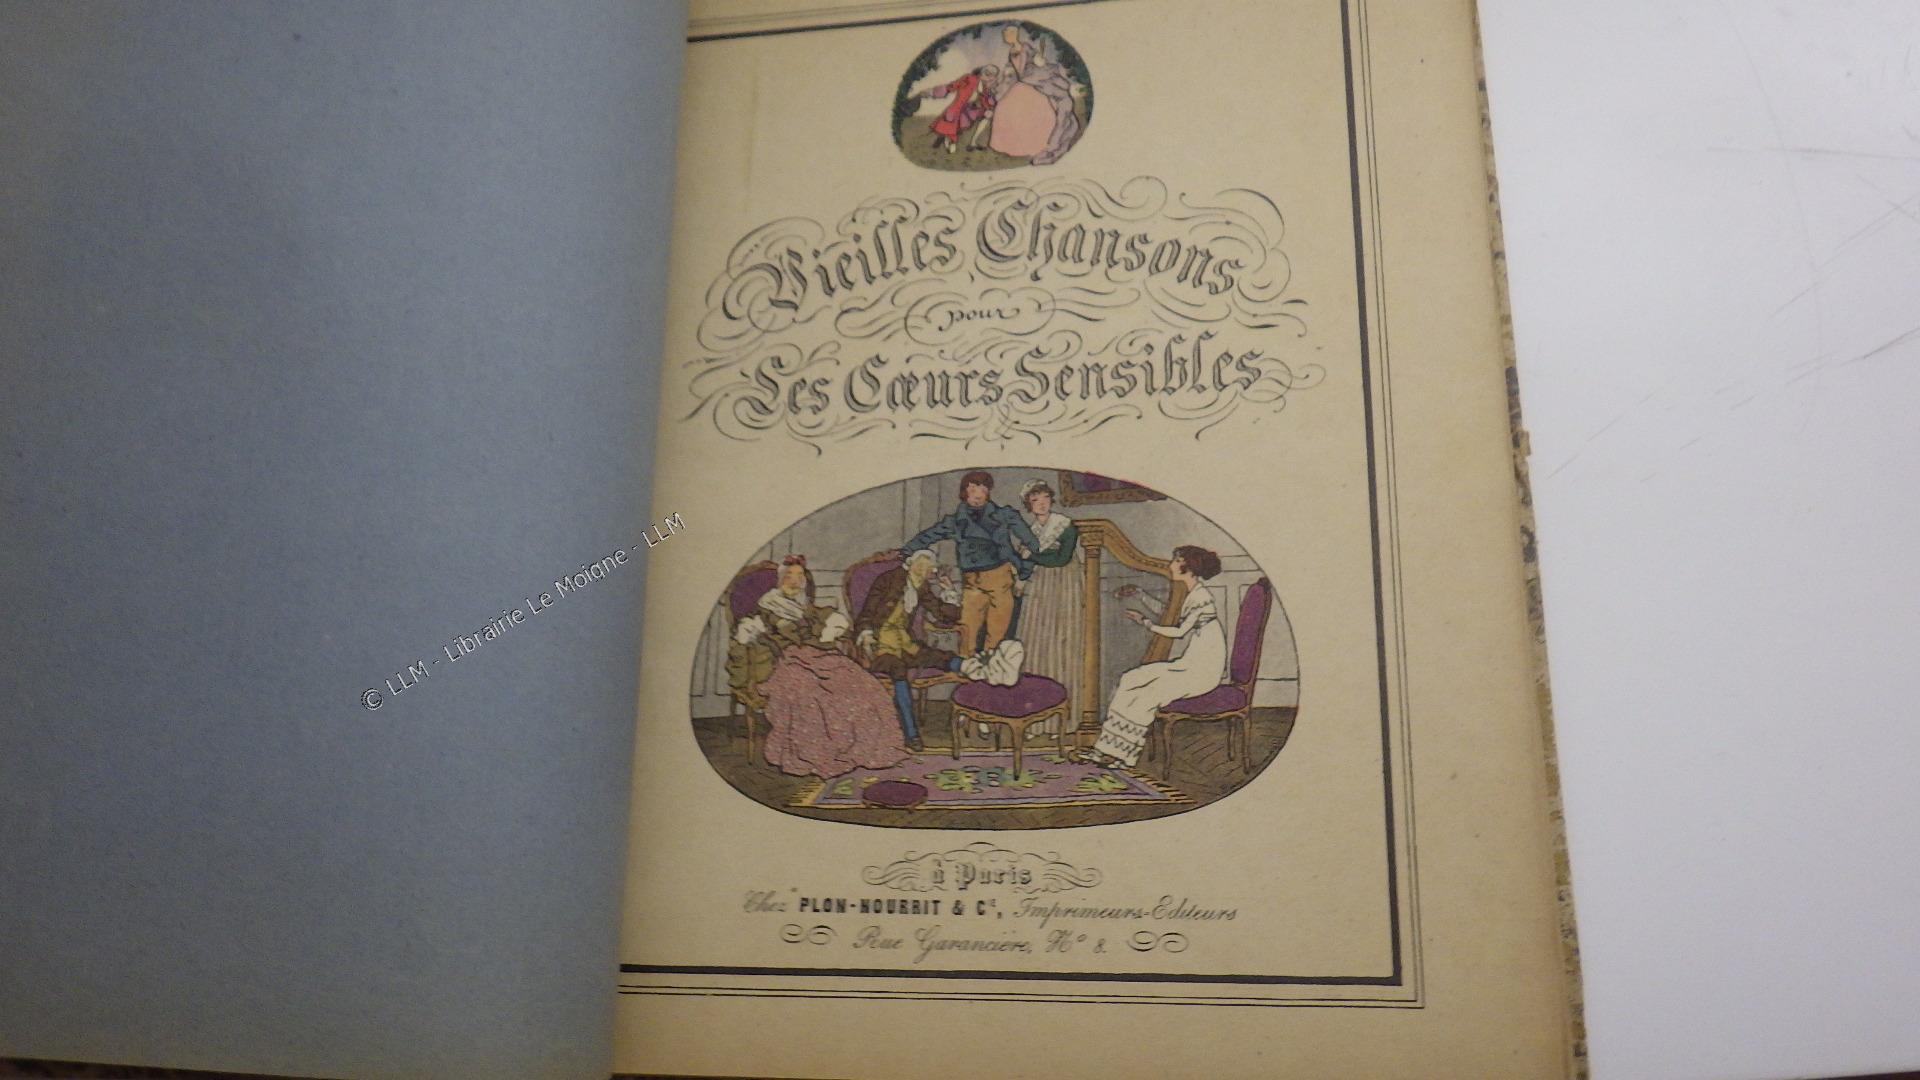 Vieilles Chansons
pour
Les Cœurs Sensibles
à Paris
Chez PLON-NOURRIT & Cie, Imprimeurs-Editeurs
Rue Garancière, No 8.
© LLM - Librairie Le Moigne - LLM